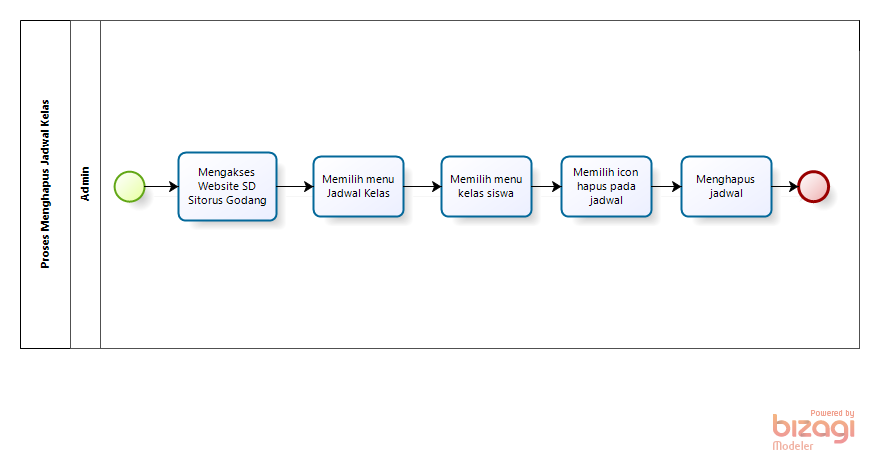 Proses Menghapus Jadwal Kelas
Admin
Mengakses
Website SD
Sitorus Godang
Memilih menu
Jadwal Kelas
Memilih menu
kelas siswa
Memilih icon
hapus pada
jadwal
Menghapus
jadwal
Powered by
bizagi
Modeler